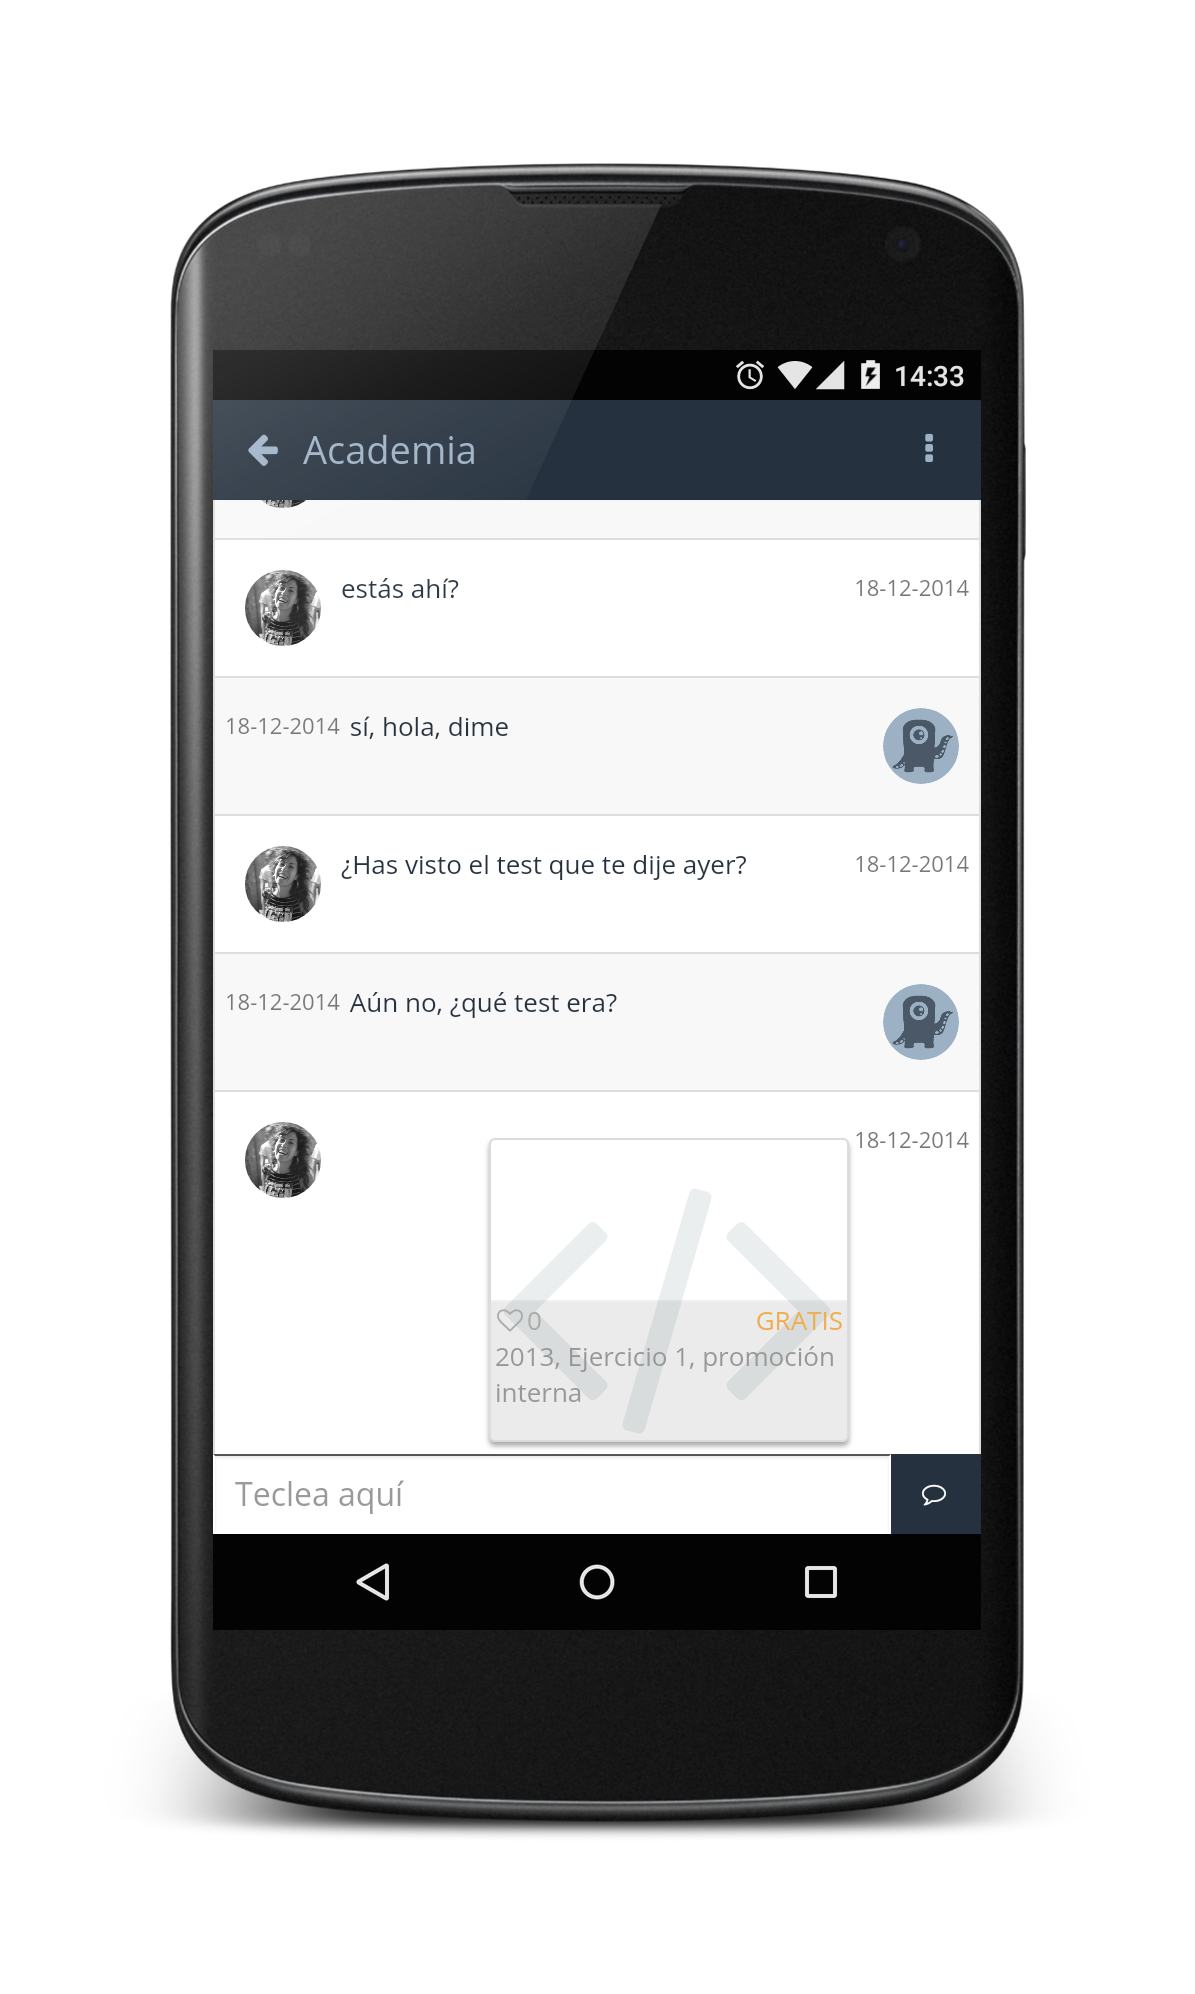 14:33
Academia
estás ahí? 18-12-2014
18-12-2014 sí, hola, dime
¿Has visto el test que te dije ayer? 18-12-2014
18-12-2014 Aún no, ¿qué test era?
18-12-2014
0 GRATIS
2013, Ejercicio 1, promoción
interna
Teclea aquí